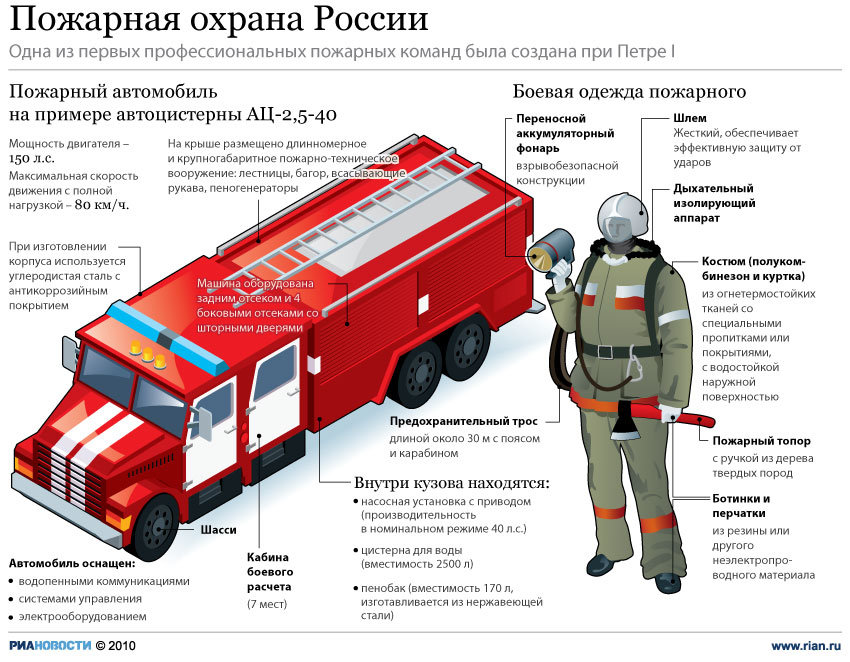 Пожарная охрана России
Одна из первых профессиональных пожарных команд была создана при Петре I
Пожарный автомобиль
на примере автоцистерны АЦ-2,5-40
Мощность двигателя –
150 л.с.
Максимальная скорость
движения с полной
нагрузкой – 80 км/ч.
На крыше размещено длинномерное
и крупногабаритное пожарно-техническое
вооружение: лестницы, багор, всасывающие
рукава, пеногенераторы
При изготовлении
корпуса используется
углеродистая сталь с
антикоррозийным
покрытием
Машина оборудована
задним отсеком и 4
боковыми отсеками со
шторными дверями
Шасси
Автомобиль оснащен:
• водопенными коммуникациями
• системами управления
• электрооборудованием
Кабина
боевого
расчета
(7 мест)
Внутри кузова находятся:
• насосная установка с приводом
(производительность
в номинальном режиме 40 л.с.)
• цистерна для воды
(вместимость 2500 л)
• пенобак (вместимость 170 л,
изготавливается из нержавеющей
стали)
Боевая одежда пожарного
Переносной
аккумуляторный
фонарь
взрывобезопасной
конструкции
Шлем
Жесткий, обеспечивает
эффективную защиту от
ударов
Дыхательный
изолирующий
аппарат
Костюм (полуком-
бинезон и куртка)
из огнетермостойких
тканей со
специальными
пропитками или
покрытиями,
с водостойкой
наружной
поверхностью
Предохранительный трос
длиной около 30 м с поясом
и карабином
Пожарный топор
с ручкой из дерева
твердых пород
Ботинки и
перчатки
из резины или
другого
неэлектропро-
водного материала
РИАНОВОСТИ © 2010
www.rian.ru